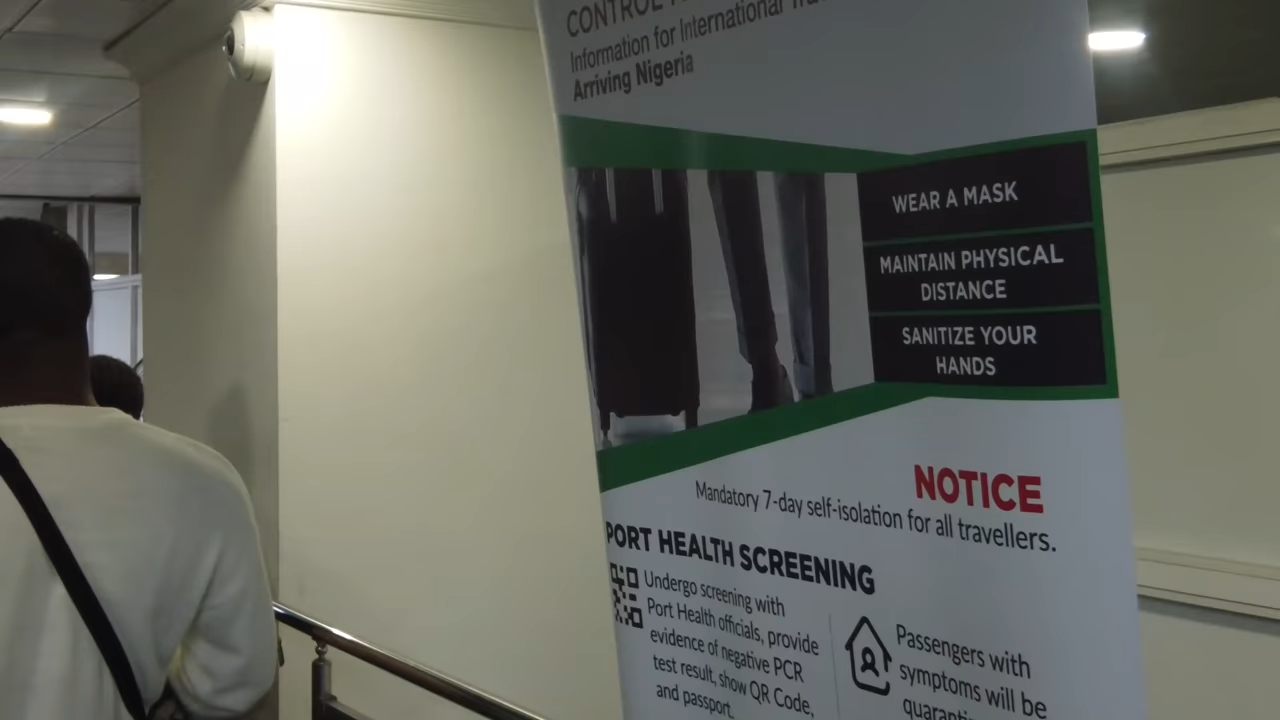 CONTROL
Information for International
Arriving Nigeria
WEAR A MASK
MAINTAIN PHYSICAL
DISTANCE
SANITIZE YOUR
HANDS
NOTICE
Mandatory 7-day self-isolation for all travellers.
PORT HEALTH SCREENING
Undergo screening with
Port Health officials, provide
evidence of negative PCR
test result, show QR Code,
and passport.
Passengers with
symptoms will be